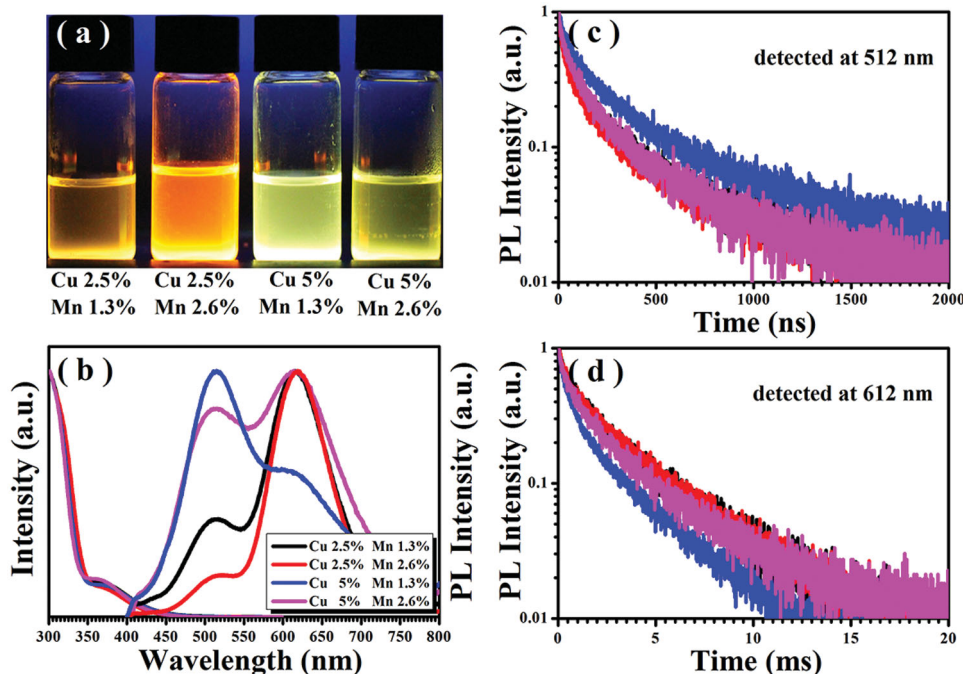 ( a )
Cu 2.5% Cu 2.5% Cu 5% Cu 5%
Mn 1.3% Mn 2.6% Mn 1.3% Mn 2.6%
( b )
Intensity (a.u.)
PL Intensity (a.u.)
Cu 2.5% Mn 1.3%
Cu 2.5% Mn 2.6%
Cu 5% Mn 1.3%
Cu 5% Mn 2.6%
300 350 400 450 500 550 600 650 700 750 800
Wavelength (nm)
( c )
detected at 512 nm
PL Intensity (a.u.)
1
0.1
0.01
0 500 1000 1500 2000
Time (ns)
( d )
detected at 612 nm
PL Intensity (a.u.)
1
0.1
0.01
0 5 10 15 20
Time (ms)